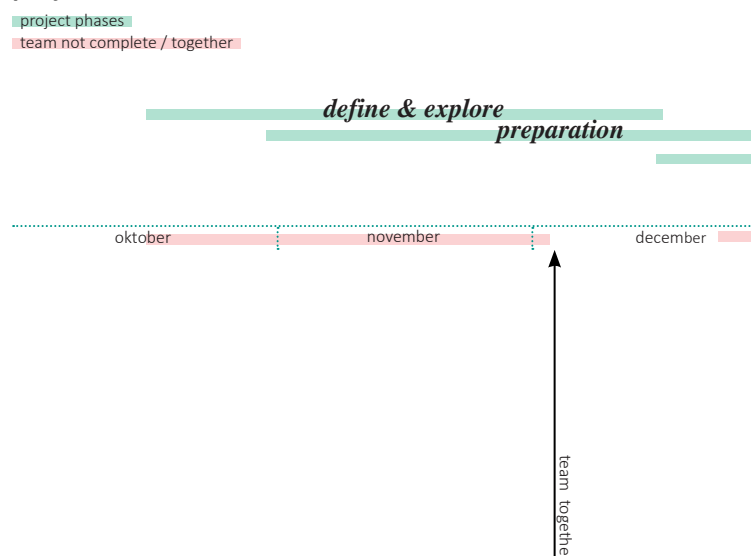 project phases
team not complete / together
define & explore
preparation
oktober november december
team togethe